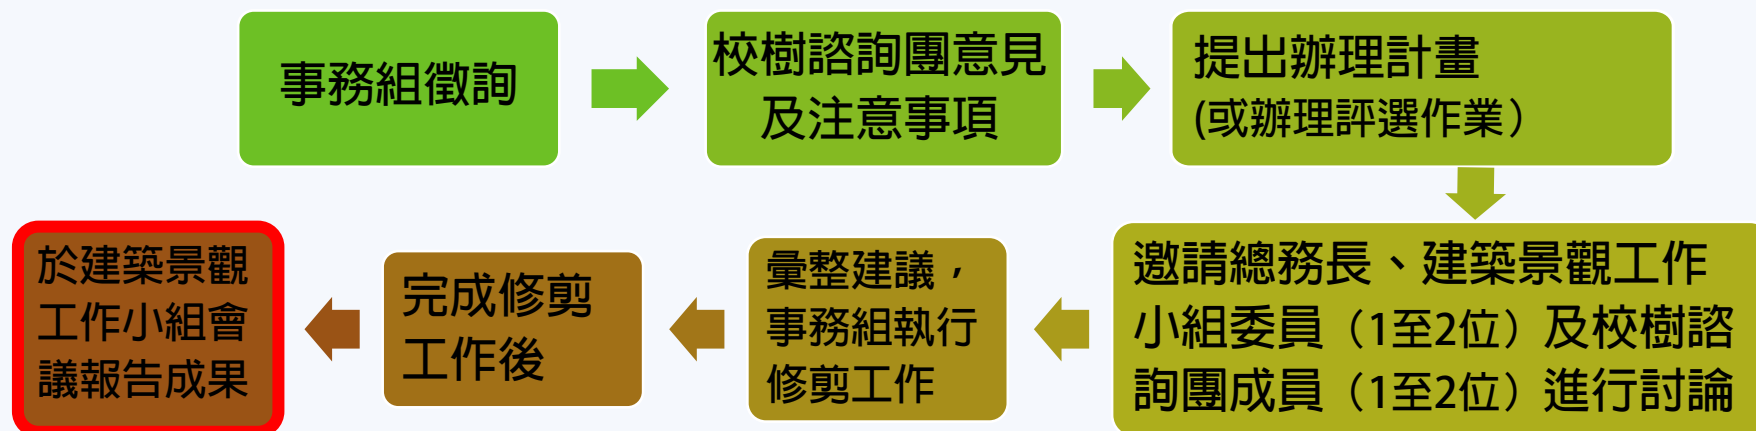 事務組徵詢
校樹諮詢團意見
及注意事項
提出辦理計畫
(或辦理評選作業）
邀請總務長、建築景觀工作
小組委員（1至2位）及校樹諮
詢團成員（1至2位）進行討論
彙整建議，
事務組執行
修剪工作
完成修剪
工作後
於建築景觀
工作小組會
議報告成果